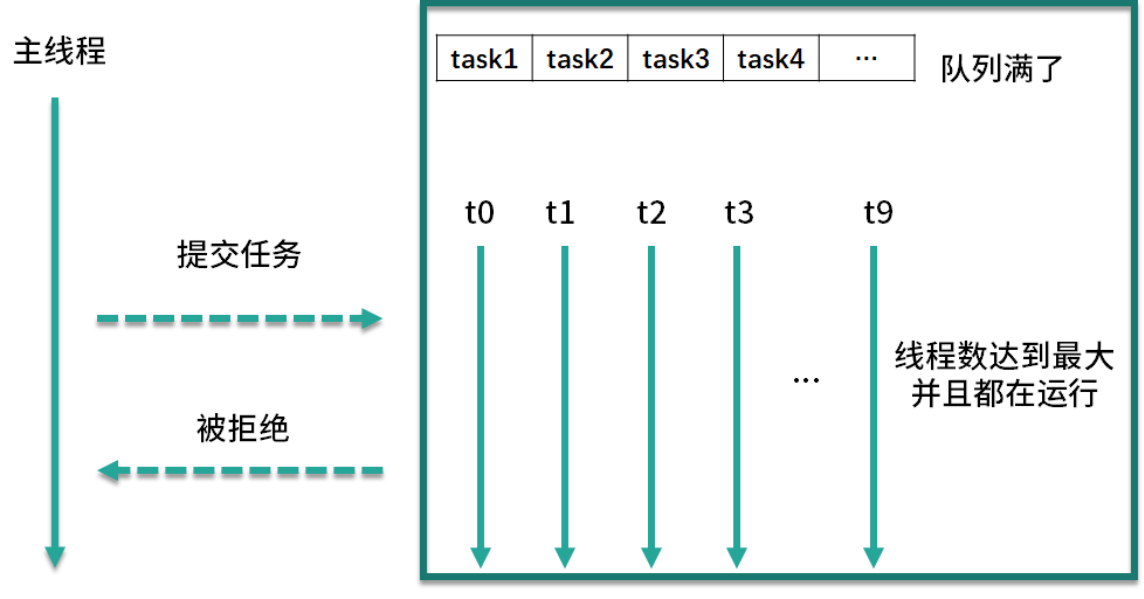 主线程
task1 task2 task3 task4 ...
队列满了
t0 t1 t2 t3 t9
提交任务
线程数达到最大
并且都在运行
...
被拒绝